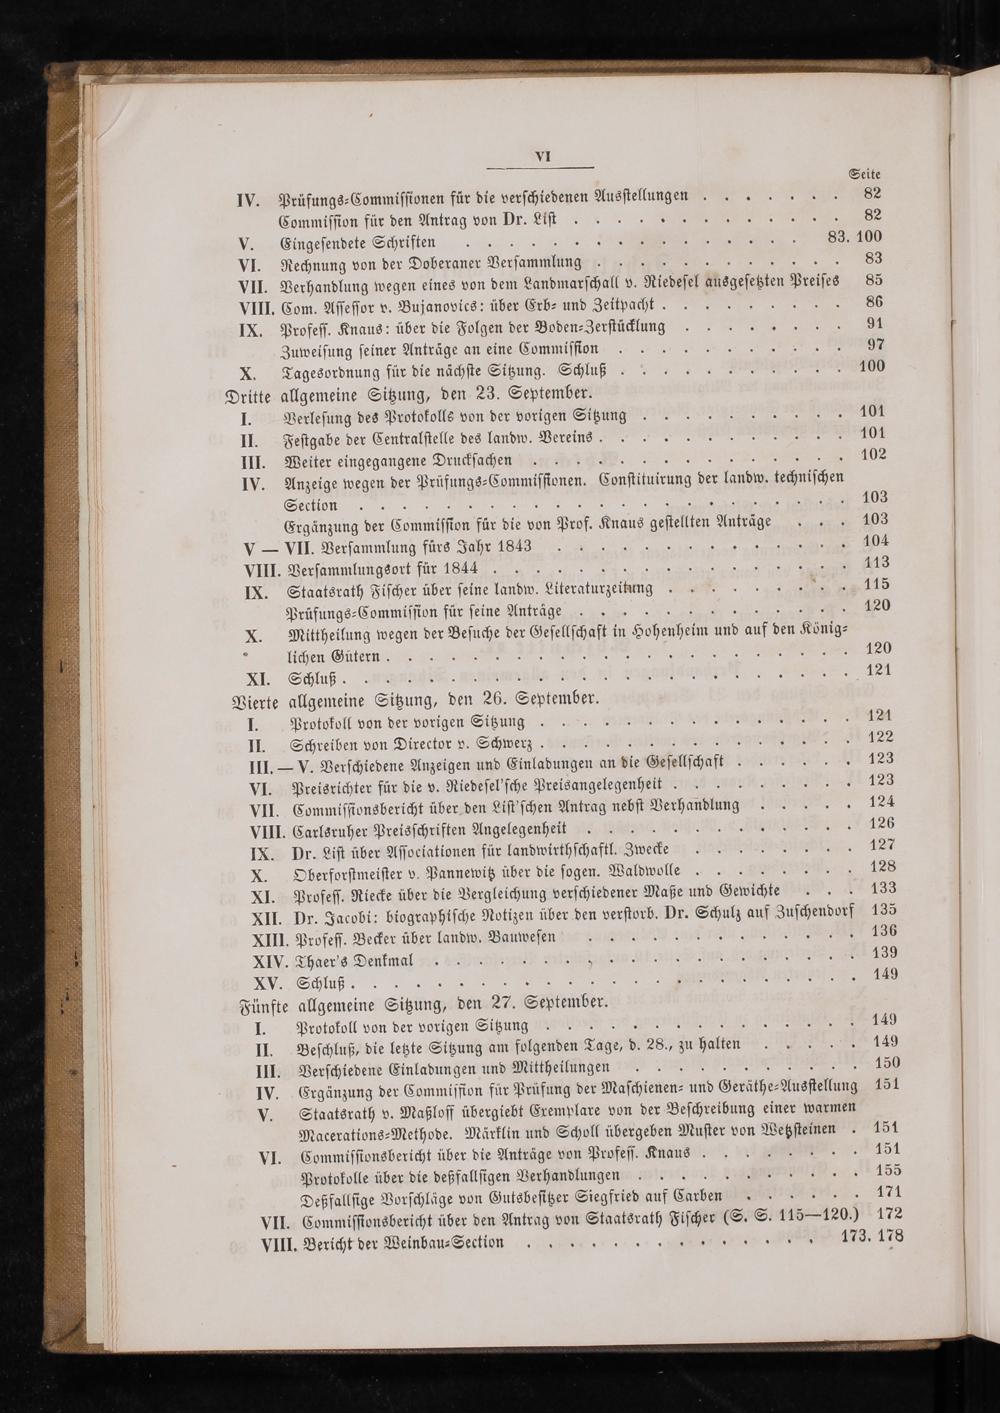 VI
Seite
IV. Prüfungs-Commissionen für die verschiedenen Ausstellungen . . . . . . . 82
Commission für den Antrag von Dr. List . . . . . . . . . . . . . 82
V. Eingesendete Schriften . . . . . . . . . . . . . . . . 83. 100
VI. Rechnung von der Doberaner Versammlung . . . . . . . . . . . . 83
VII. Verhandlung wegen eines von dem Landmarschall v. Riedesel ausgesetzten Preises 85
VIII. Com. Assessor v. Bujanovics: über Erb- und Zeitpacht . . . . . . . . . 86
IX. Profess. Knaus: über die Folgen der Boden-Zerstücklung . . . . . . . . 91
Zuweisung seiner Anträge an eine Commission . . . . . . . . . . . 97
X. Tagesordnung für die nächste Sitzung. Schluß . . . . . . . . . . . 100
Dritte allgemeine Sitzung, den 23. September.
I. Verlesung des Protokolls von der vorigen Sitzung . . . . . . . . . . 101
II. Festgabe der Centralstelle des landw. Vereins . . . . . . . . . . . . 101
III. Weiter eingegangene Drucksachen . . . . . . . . . . . . . . . 102
IV. Anzeige wegen der Prüfungs-Commissionen. Constituirung der landw. technischen
Section . . . . . . . . . . . . . . . . . . . . . . . 103
Ergänzung der Commission für die von Prof. Knaus gestellten Anträge . . . 103
V — VII. Versammlung fürs Jahr 1843 . . . . . . . . . . . . . . 104
VIII. Versammlungsort für 1844 . . . . . . . . . . . . . . . . . 113
IX. Staatsrath Fischer über seine landw. Literaturzeitung . . . . . . . . . 115
Prüfungs-Commission für seine Anträge . . . . . . . . . . . . . 120
X. Mittheilung wegen der Besuche der Gesellschaft in Hohenheim und auf den König-
lichen Gütern . . . . . . . . . . . . . . . . . . . . . . 120
XI. Schluß . . . . . . . . . . . . . . . . . . . . . . . . 121
Vierte allgemeine Sitzung, den 26. September.
I. Protokoll von der vorigen Sitzung . . . . . . . . . . . . . . . 121
II. Schreiben von Director v. Schwerz . . . . . . . . . . . . . . . 122
III. — V. Verschiedene Anzeigen und Einladungen an die Gesellschaft . . . . . . 123
VI. Preisrichter für die v. Riedesel'sche Preisangelegenheit . . . . . . . . . 123
VII. Commissionsbericht über den List'schen Antrag nebst Verhandlung . . . . . 124
VIII. Carlsruher Preisschriften Angelegenheit . . . . . . . . . . . . . 126
IX. Dr. List über Associationen für landwirthschaftl. Zwecke . . . . . . . . 127
X. Oberforstmeister v. Pannewitz über die sogen. Waldwolle . . . . . . . . 128
XI. Profess. Riecke über die Vergleichung verschiedener Maße und Gewichte . . . 133
XII. Dr. Jacobi: biographische Notizen über den verstorb. Dr. Schulz auf Zuschendorf 135
XIII. Profess. Becker über landw. Bauwesen . . . . . . . . . . . . . 136
XIV. Thaer's Denkmal . . . . . . . . . . . . . . . . . . . . 139
XV. Schluß . . . . . . . . . . . . . . . . . . . . . . . . 149
Fünfte allgemeine Sitzung, den 27. September.
I. Protokoll von der vorigen Sitzung . . . . . . . . . . . . . . . 149
II. Beschluß, die letzte Sitzung am folgenden Tage, d. 28., zu halten . . . . . 149
III. Verschiedene Einladungen und Mittheilungen . . . . . . . . . . . 150
IV. Ergänzung der Commission für Prüfung der Maschienen- und Geräthe-Ausstellung 151
V. Staatsrath v. Maßloff übergiebt Exemplare von der Beschreibung einer warmen
Macerations-Methode. Märklin und Scholl übergeben Muster von Wetzsteinen . 151
VI. Commissionsbericht über die Anträge von Profess. Knaus . . . . . . . . 151
Protokolle über die deßfallsigen Verhandlungen . . . . . . . . . . . 155
Deßfallsige Vorschläge von Gutsbesitzer Siegfried auf Carben . . . . . . 171
VII. Commissionsbericht über den Antrag von Staatsrath Fischer (S. S. 115—120.) 172
VIII. Bericht der Weinbau-Section . . . . . . . . . . . . . . 173. 178